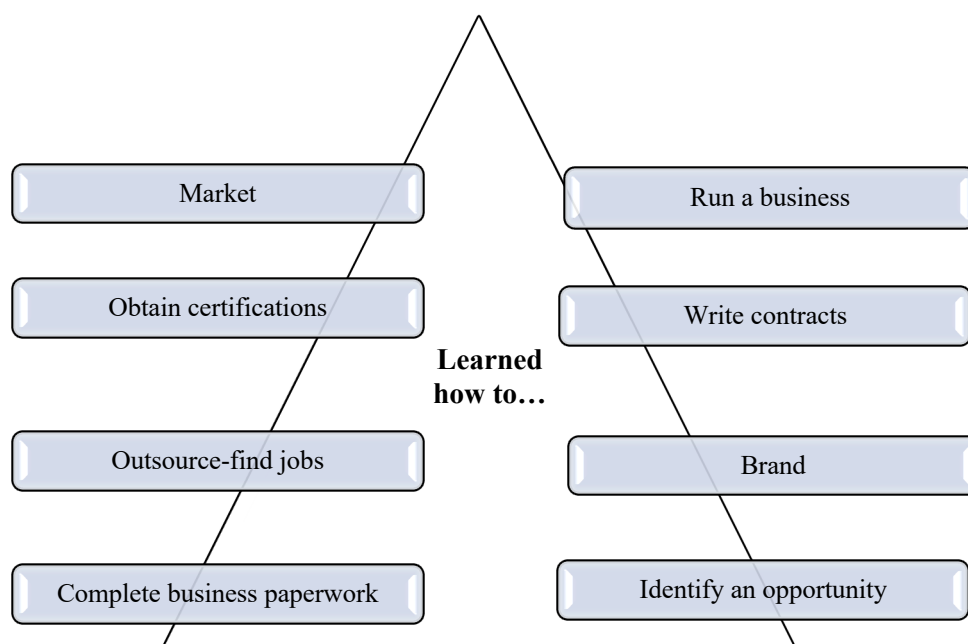 Market
Run a business
Obtain certifications
Write contracts
Learned
how to…
Outsource-find jobs
Brand
Complete business paperwork
Identify an opportunity